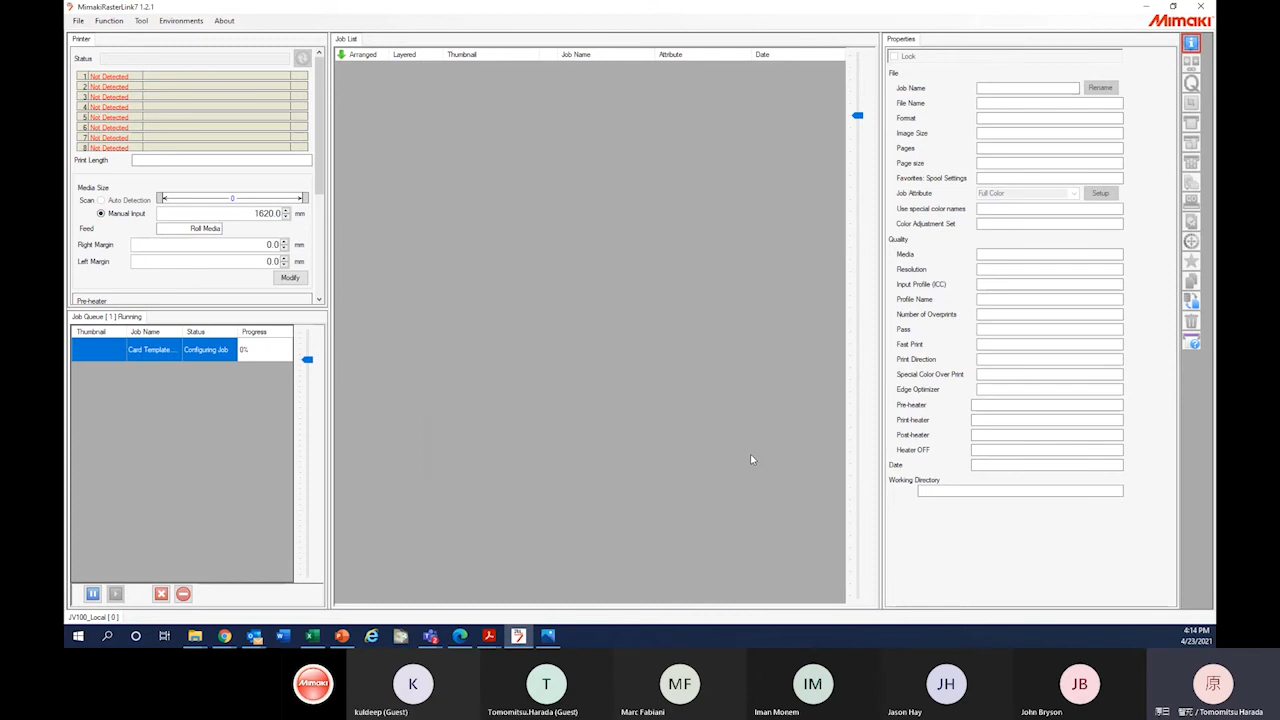 MimakiRasterLink7 1.2.1
File Function Tool Environments About
Mimaki
Printer
Status
1 Not Detected
2 Not Detected
3 Not Detected
4 Not Detected
5 Not Detected
6 Not Detected
7 Not Detected
8 Not Detected
Print Length
Media Size
Scan Auto Detection 0
Manual Input 1620.0 mm
Feed Roll Media
Right Margin 0.0 mm
Left Margin 0.0 mm
Modify
Pre-heater
Job Queue [ 1 ] Running
Thumbnail Job Name Status Progress
Card Template.... Configuring Job 0%
JV100_Local [ 0 ]
Job List
Arranged Layered Thumbnail Job Name Attribute Date
Properties
Lock
File
Job Name Rename
File Name
Format
Image Size
Pages
Page size
Favorites: Spool Settings
Job Attribute Full Color Setup
Use special color names
Color Adjustment Set
Quality
Media
Resolution
Input Profile (ICC)
Profile Name
Number of Overprints
Pass
Fast Print
Print Direction
Special Color Over Print
Edge Optimizer
Pre-heater
Print-heater
Post-heater
Heater OFF
Date
Working Directory
4:14 PM
4/23/2021
Mimaki
K
kuldeep (Guest)
T
Tomomitsu.Harada (Guest)
MF
Marc Fabiani
IM
Iman Monem
JH
Jason Hay
JB
John Bryson
原